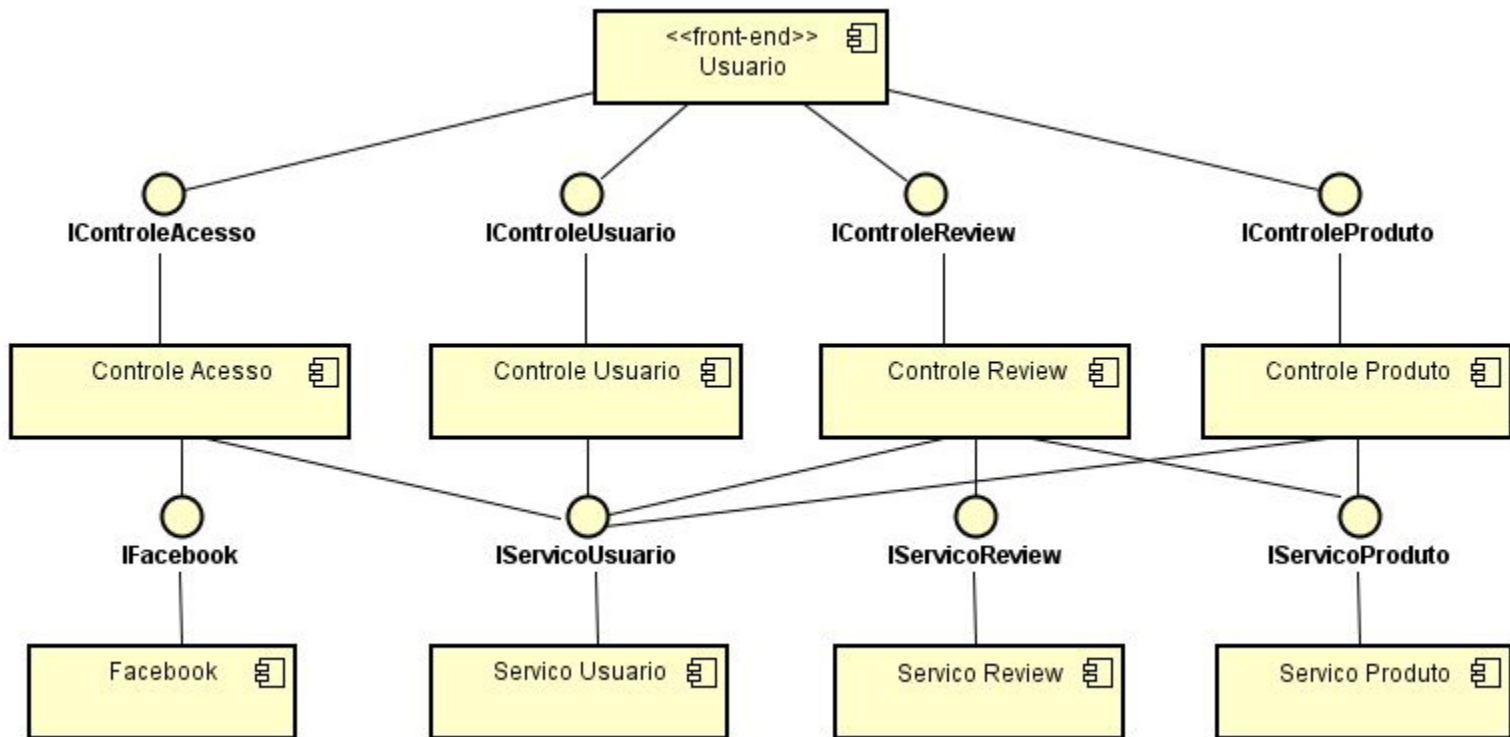 <<front-end>>
Usuario
IControleAcesso
IControleUsuario
IControleReview
IControleProduto
Controle Acesso
Controle Usuario
Controle Review
Controle Produto
IFacebook
IServicoUsuario
IServicoReview
IServicoProduto
Facebook
Servico Usuario
Servico Review
Servico Produto